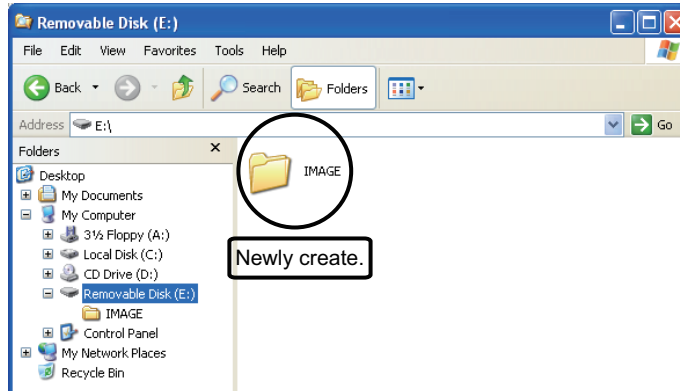 Removable Disk (E:)
File Edit View Favorites Tools Help
Back Search Folders
Address E:\ Go
Folders x
Desktop
My Documents
My Computer
3½ Floppy (A:)
Local Disk (C:)
CD Drive (D:)
Removable Disk (E:)
IMAGE
Control Panel
My Network Places
Recycle Bin
IMAGE
Newly create.